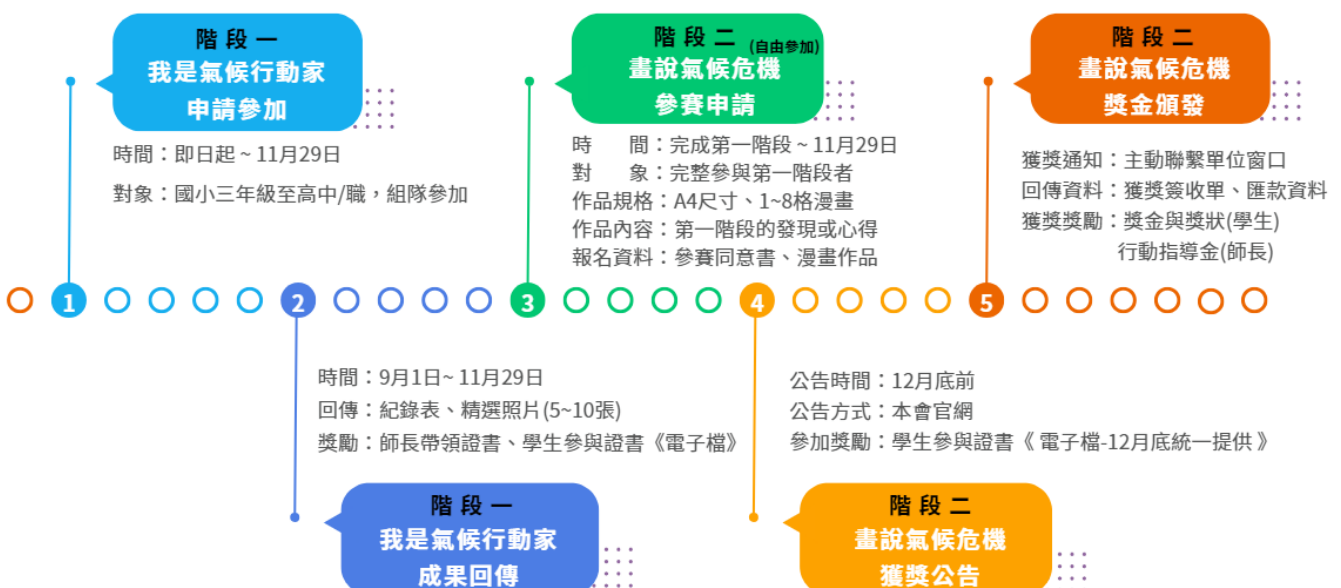 階段一
我是氣候行動家
申請參加
時間：即日起 ~ 11月29日
對象：國小三年級至高中/職，組隊參加
階段二 (自由參加)
畫說氣候危機
參賽申請
時　　間：完成第一階段 ~ 11月29日
對　　象：完整參與第一階段者
作品規格：A4尺寸、1~8格漫畫
作品內容：第一階段的發現或心得
報名資料：參賽同意書、漫畫作品
階段二
畫說氣候危機
獎金頒發
獲獎通知：主動聯繫單位窗口
回傳資料：獲獎簽收單、匯款資料
獲獎獎勵：獎金與獎狀(學生)
行動指導金(師長)
1 2 3 4 5
時間：9月1日~ 11月29日
回傳：紀錄表、精選照片(5~10張)
獎勵：師長帶領證書、學生參與證書《電子檔》
階段一
我是氣候行動家
成果回傳
公告時間：12月底前
公告方式：本會官網
參加獎勵：學生參與證書《 電子檔-12月底統一提供 》
階段二
畫說氣候危機
獲獎公告